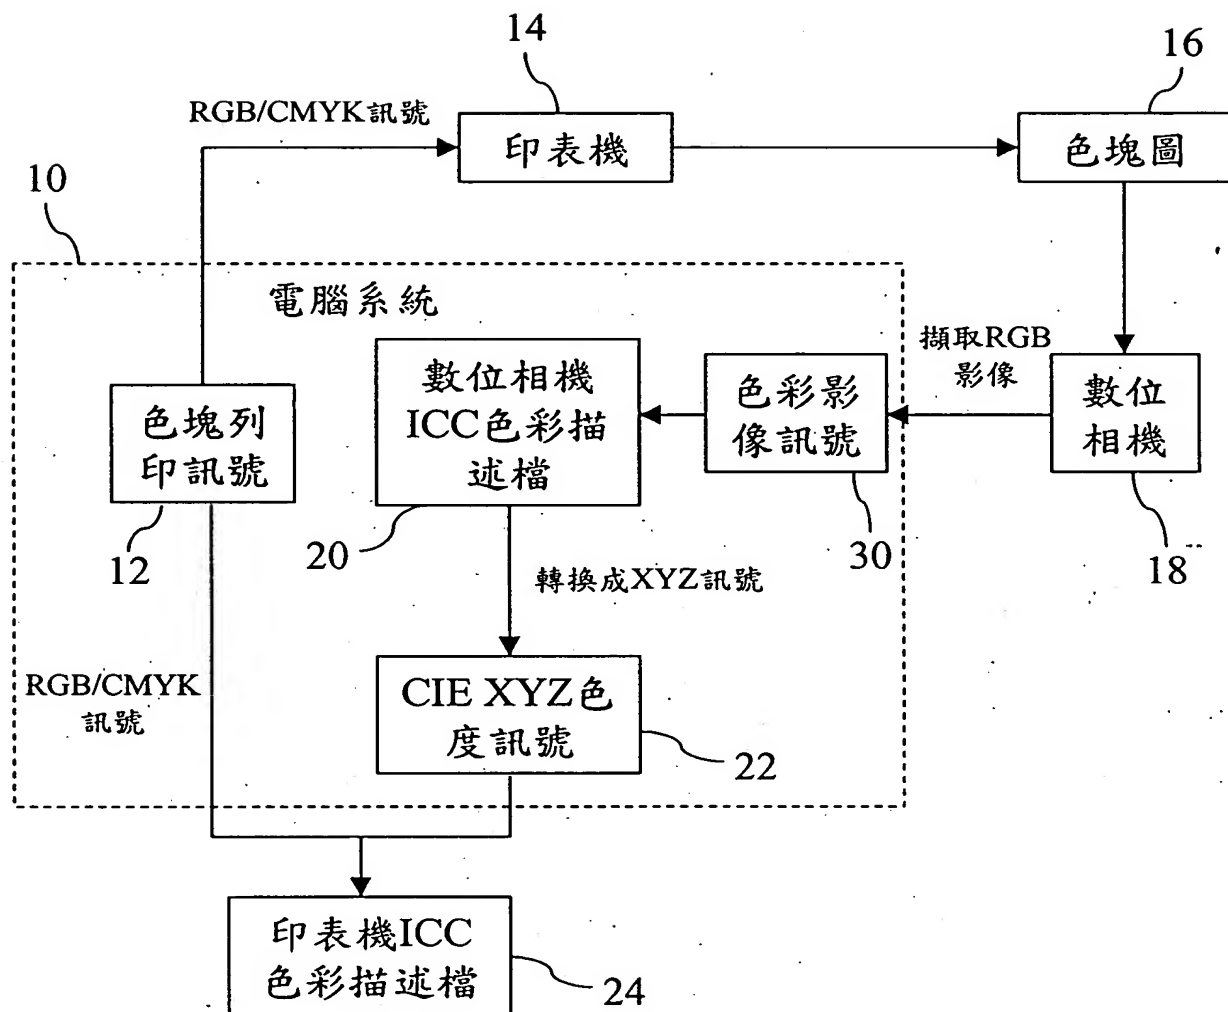 14
16
RGB/CMYK訊號
印表機
色塊圖
10
電腦系統
擷取RGB
影像
數位相機
ICC色彩描
述檔
色彩影
像訊號
數位
相機
色塊列
印訊號
12
20
30
18
轉換成XYZ訊號
RGB/CMYK
訊號
CIE XYZ色
度訊號
22
印表機ICC
色彩描述檔
24